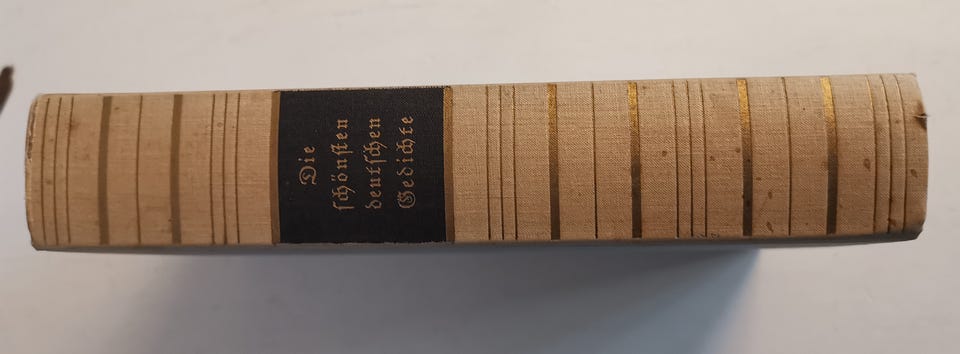 Die
schönsten
deutschen
Gedichte